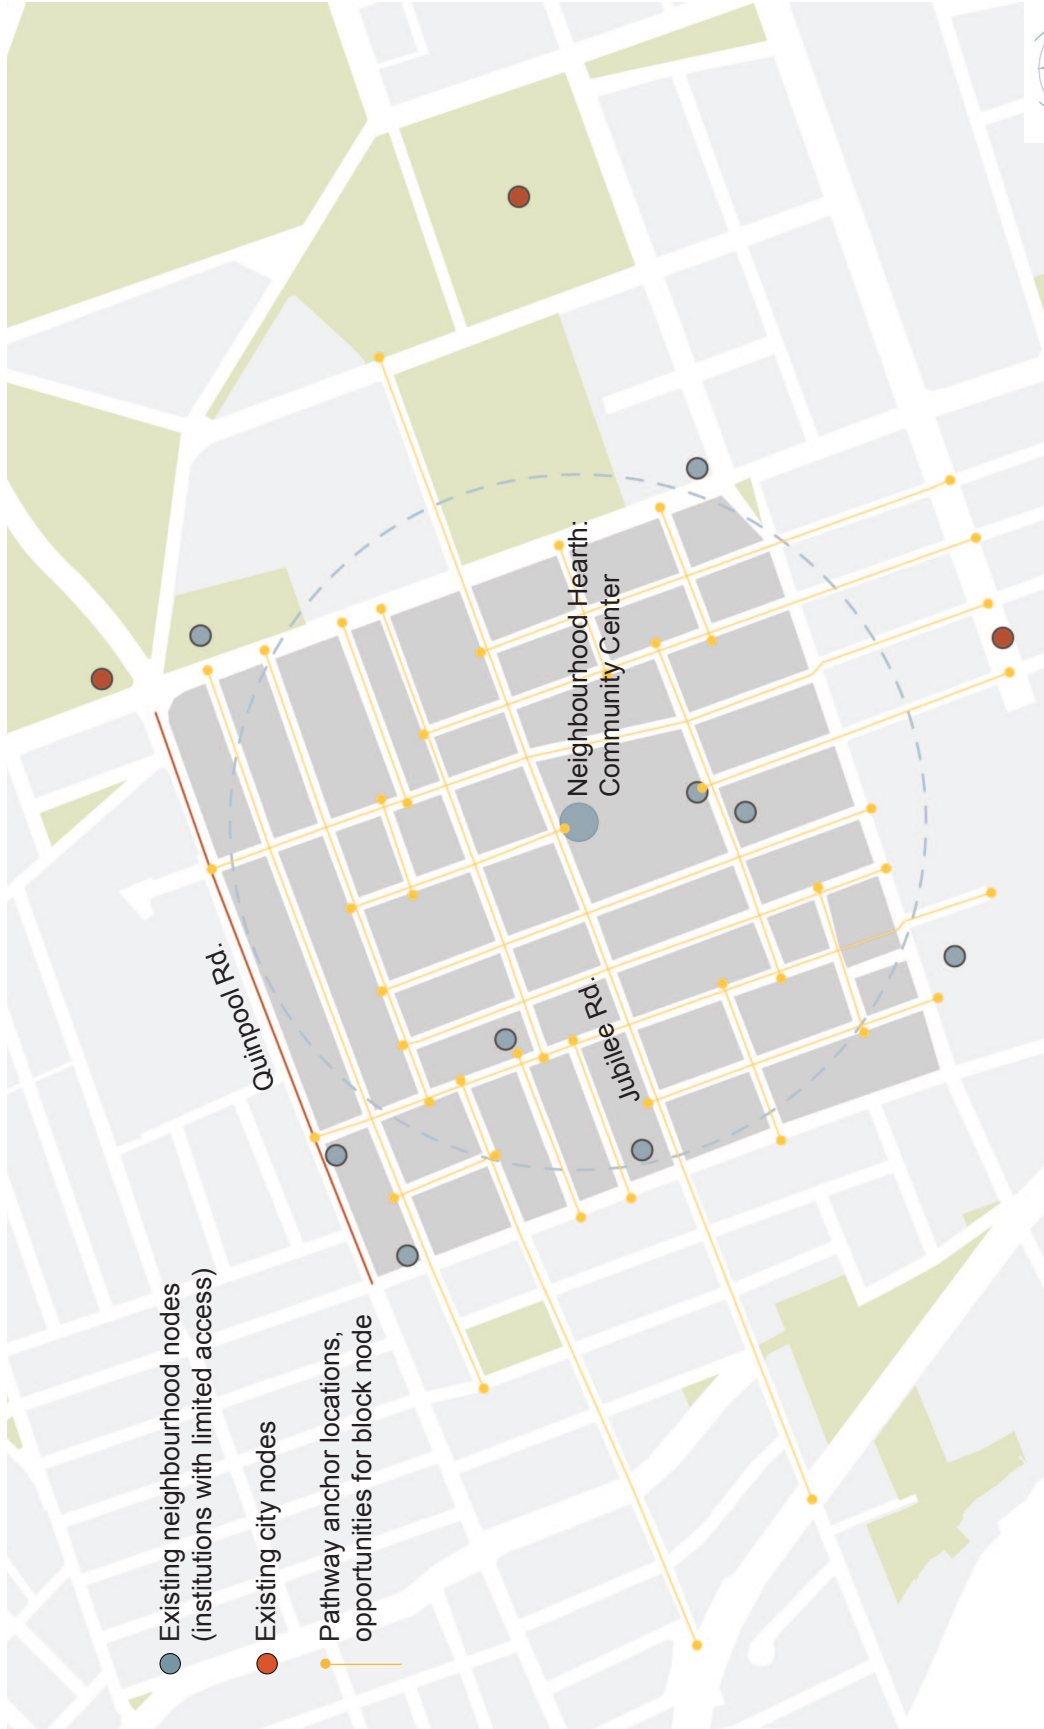 Existing neighbourhood nodes
(institutions with limited access)
Existing city nodes
Pathway anchor locations,
opportunities for block node
Quinpool Rd.
Jubilee Rd.
Neighbourhood Hearth:
Community Center